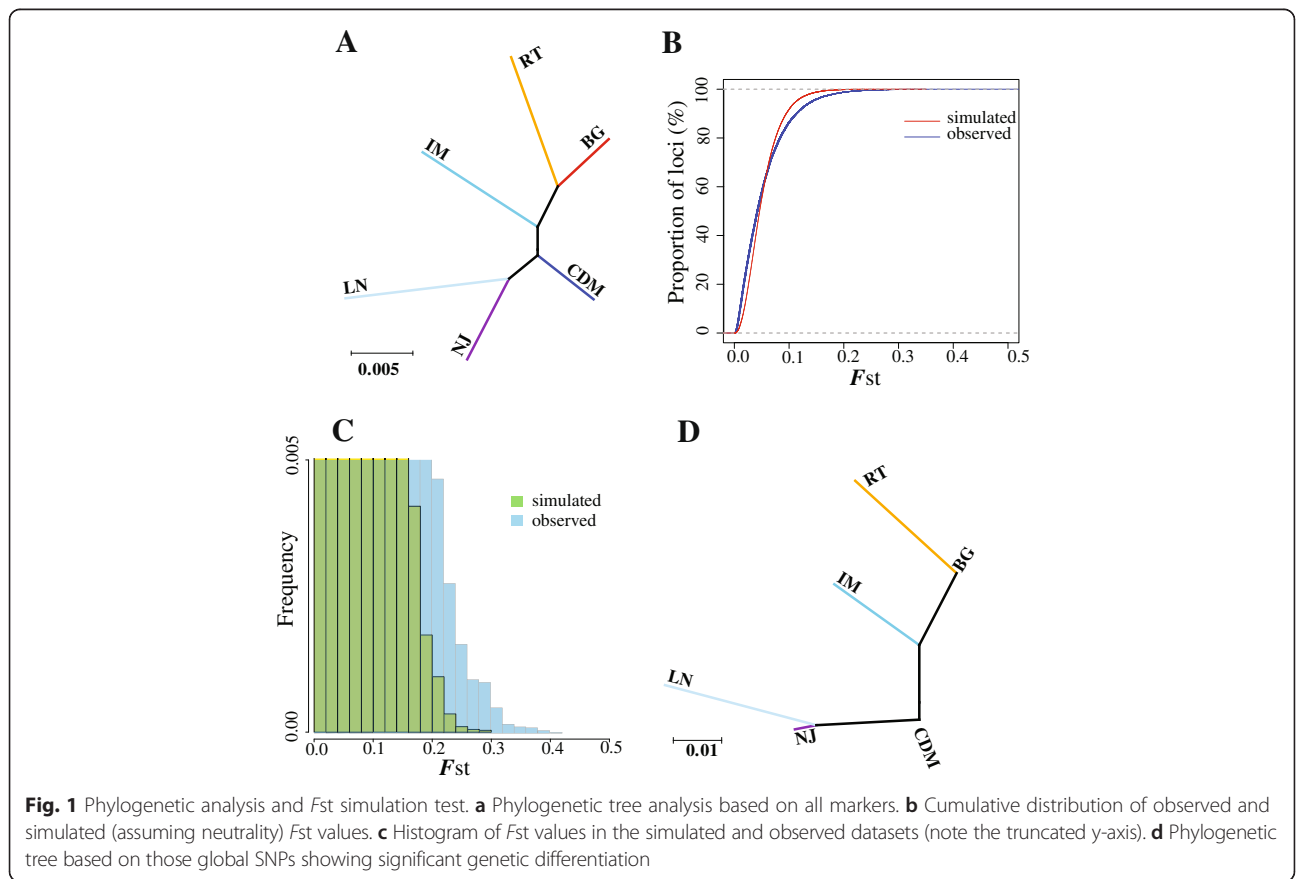 A
RT
BG
IM
CDM
LN
NJ
0.005
B
Proportion of loci (%)
100
80
60
40
20
0
simulated
observed
0.0 0.1 0.2 0.3 0.4 0.5
Fst
C
Frequency
0.005
0.00
simulated
observed
0.0 0.1 0.2 0.3 0.4 0.5
Fst
D
RT
BG
IM
LN
NJ
CDM
0.01
Fig. 1 Phylogenetic analysis and Fst simulation test. a Phylogenetic tree analysis based on all markers. b Cumulative distribution of observed and
simulated (assuming neutrality) Fst values. c Histogram of Fst values in the simulated and observed datasets (note the truncated y-axis). d Phylogenetic
tree based on those global SNPs showing significant genetic differentiation